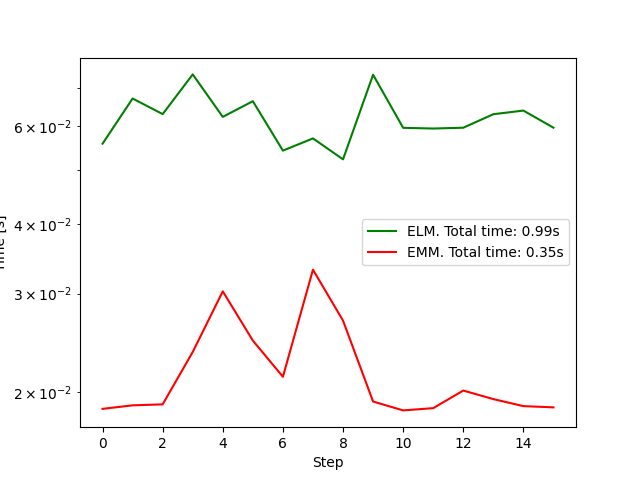 6 × 10⁻²
4 × 10⁻²
3 × 10⁻²
2 × 10⁻²
Time [s]
ELM. Total time: 0.99s
EMM. Total time: 0.35s
0 2 4 6 8 10 12 14
Step